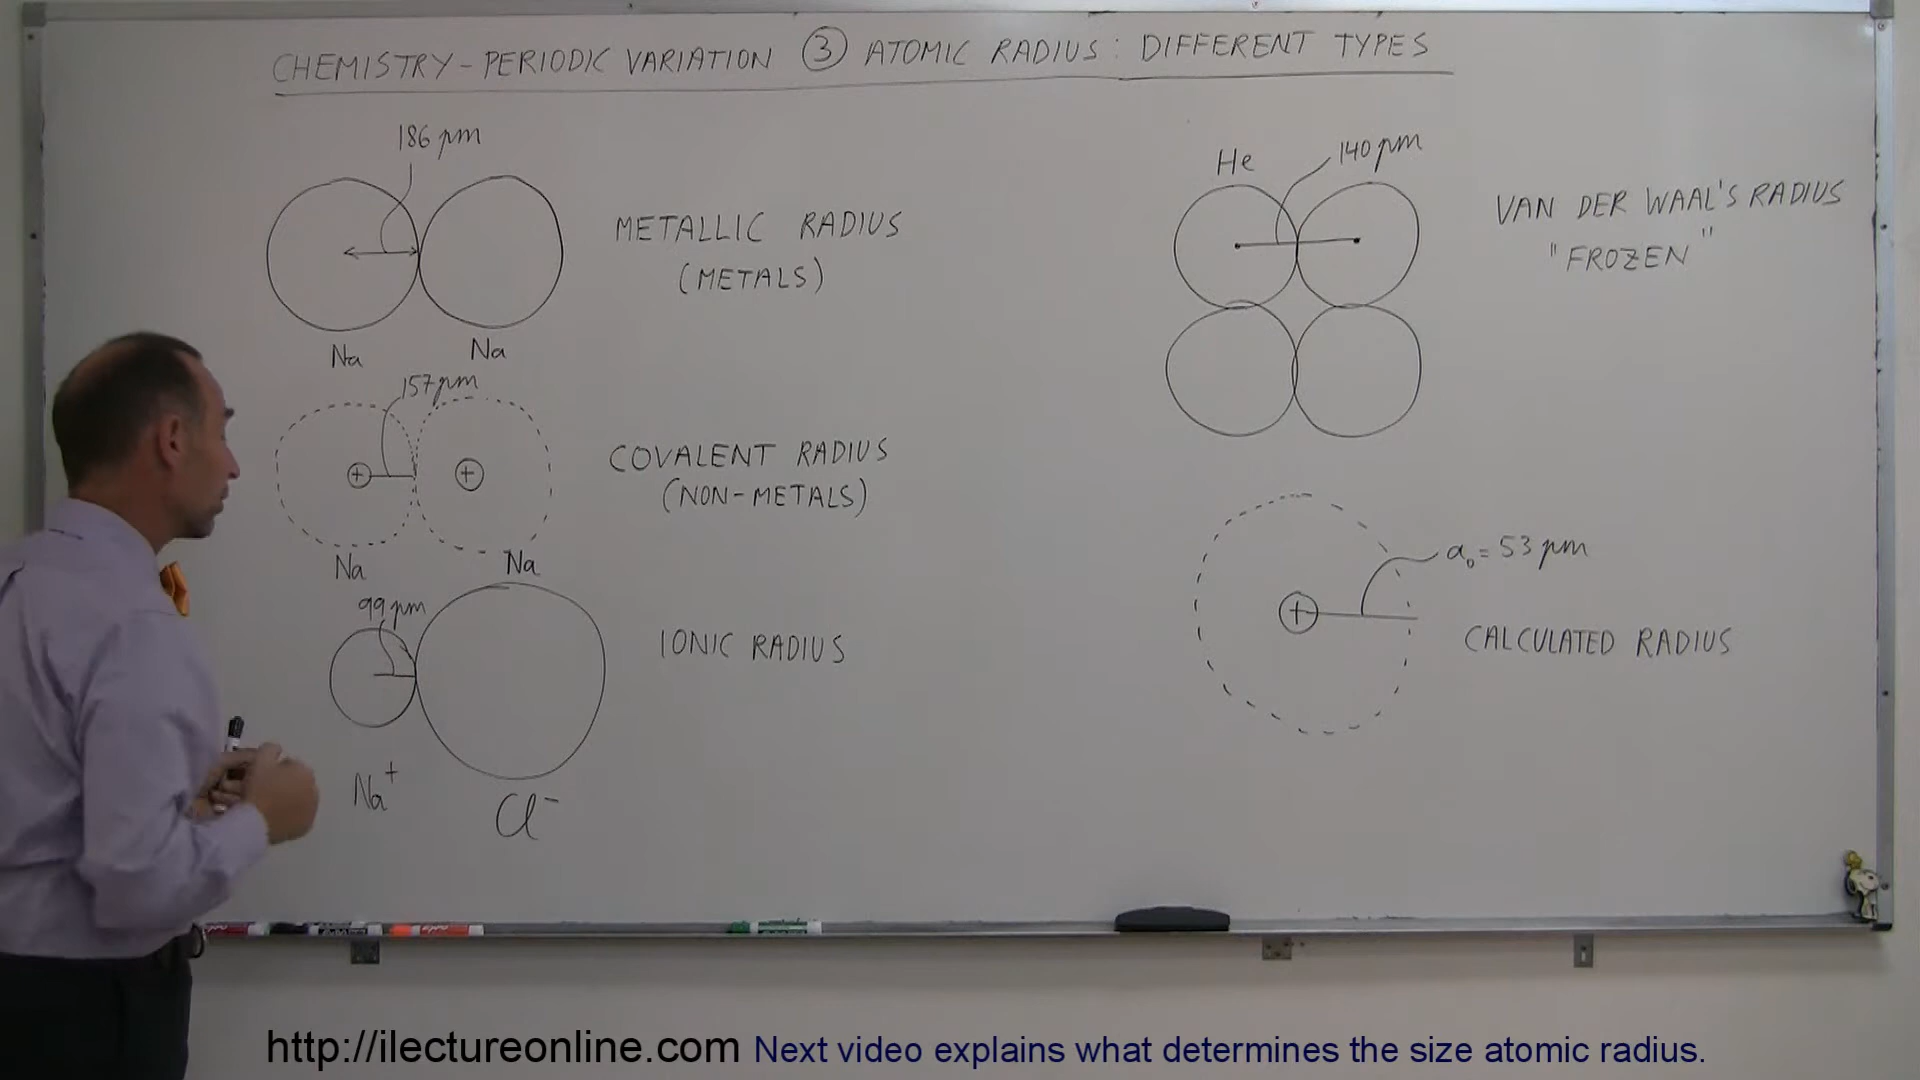 CHEMISTRY-PERIODIC VARIATION ③ ATOMIC RADIUS: DIFFERENT TYPES
186 pm
METALLIC RADIUS
(METALS)
Na Na
157pm
+ +
COVALENT RADIUS
(NON-METALS)
Na Na
99 pm
IONIC RADIUS
Na⁺
Cl⁻
He 140 pm
VAN DER WAAL'S RADIUS
"FROZEN"
+
a₀ = 53 pm
CALCULATED RADIUS
http://ilectureonline.com Next video explains what determines the size atomic radius.